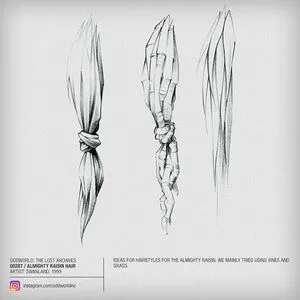 ODDWORLD: THE LOST ARCHIVES
00287 / ALMIGHTY RAISIN HAIR
ARTIST: SWANLAND, 1999
IDEAS FOR HAIRSTYLES FOR THE ALMIGHTY RAISIN. WE MAINLY TRIED USING VINES AND
GRASS.
instagram.com/oddworldinc